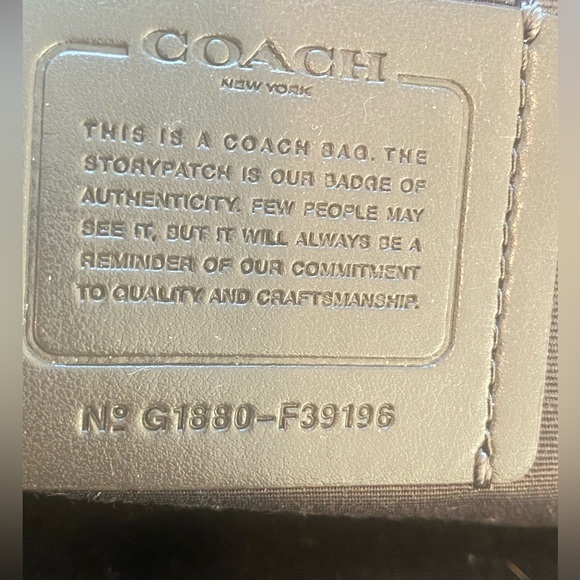 COACH
NEW YORK
THIS IS A COACH BAG. THE
STORYPATCH IS OUR BADGE OF
AUTHENTICITY. FEW PEOPLE MAY
SEE IT, BUT IT WILL ALWAYS BE A
REMINDER OF OUR COMMITMENT
TO QUALITY AND CRAFTSMANSHIP.
Nº G1880-F39196